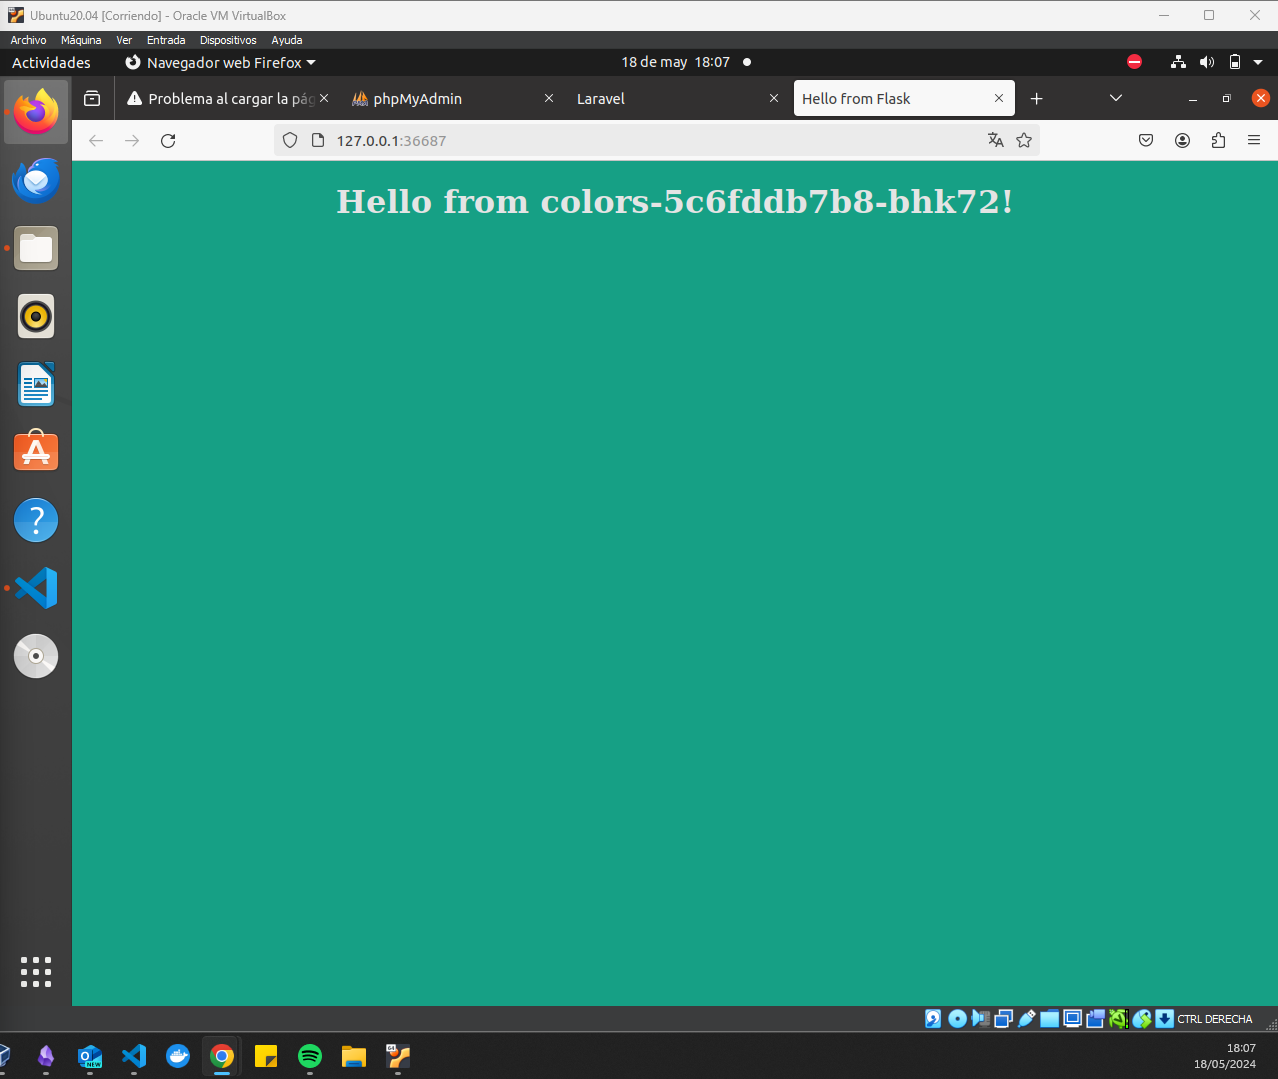 Ubuntu20.04 [Corriendo] - Oracle VM VirtualBox
Archivo Máquina Ver Entrada Dispositivos Ayuda
Actividades Navegador web Firefox 18 de may 18:07
Problema al cargar la pág phpMyAdmin Laravel Hello from Flask
127.0.0.1:36687
Hello from colors-5c6fddb7b8-bhk72!
CTRL DERECHA
NEW
18:07
18/05/2024